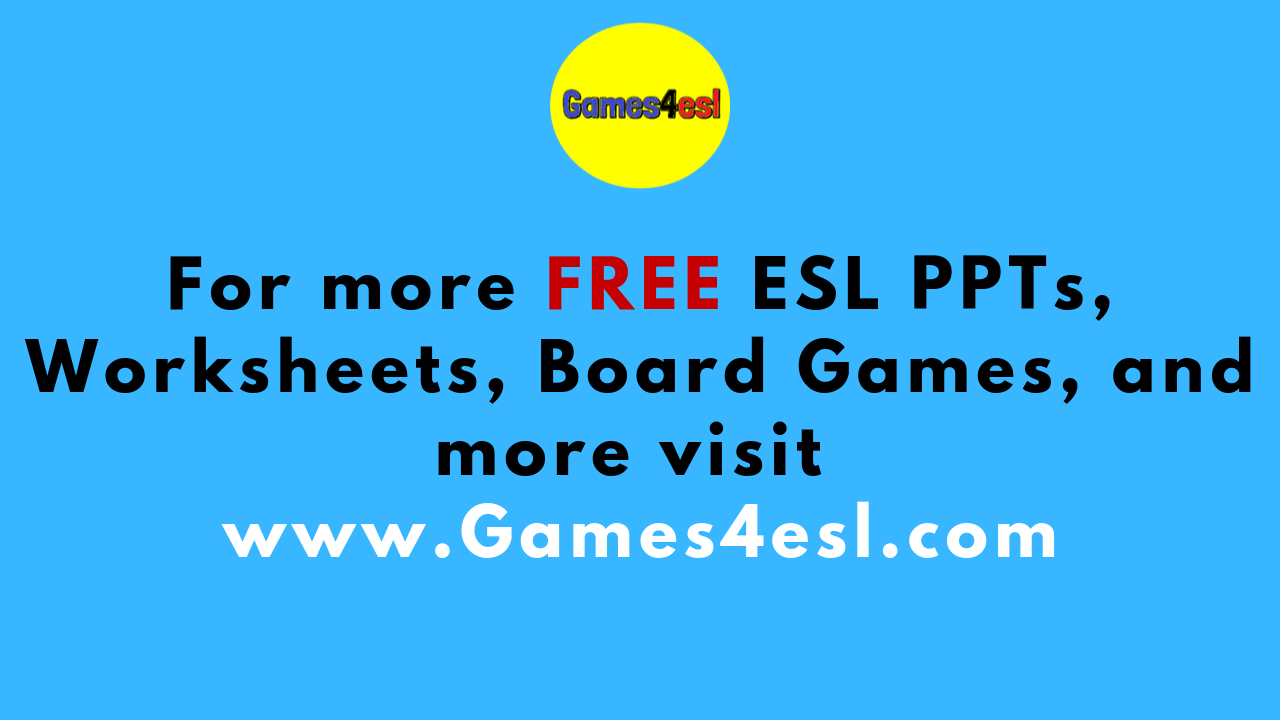 Games4esl
For more FREE ESL PPTs,
Worksheets, Board Games, and
more visit
www.Games4esl.com